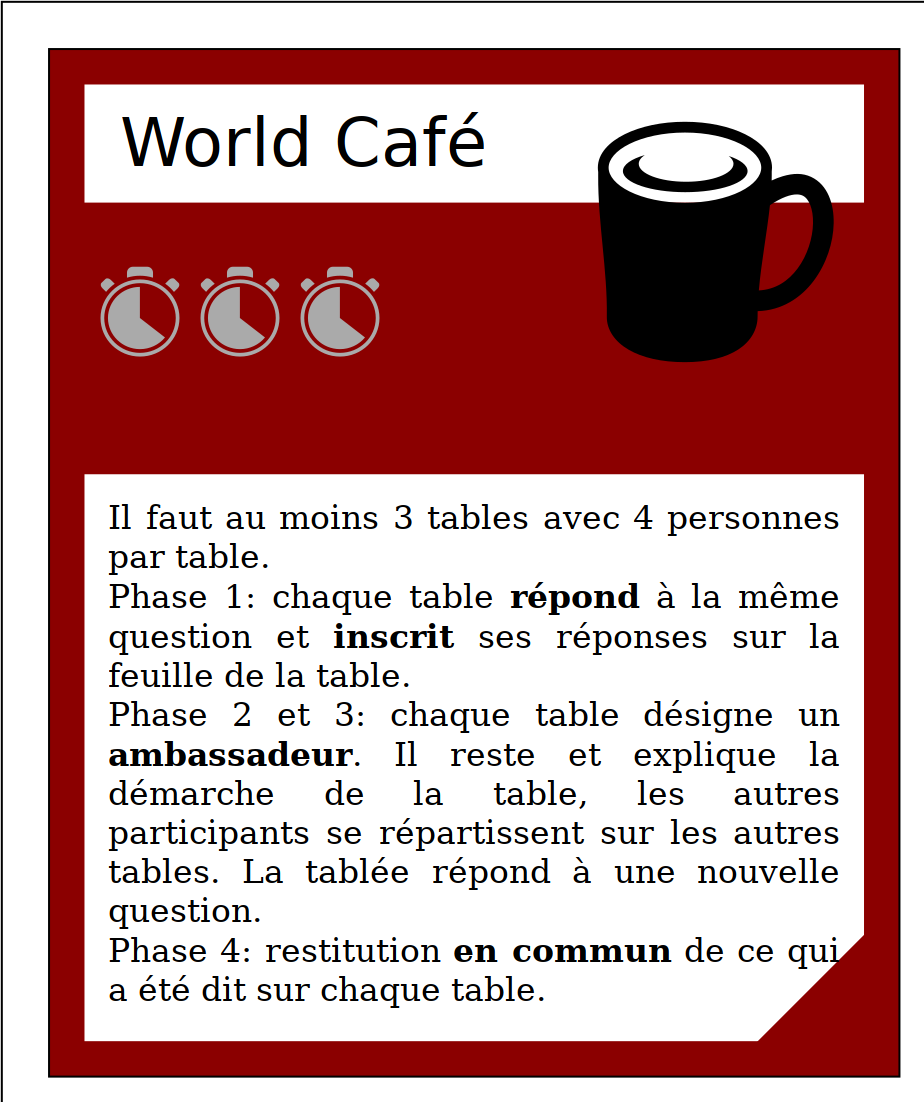 World Café
Il faut au moins 3 tables avec 4 personnes
par table.
Phase 1: chaque table répond à la même
question et inscrit ses réponses sur la
feuille de la table.
Phase 2 et 3: chaque table désigne un
ambassadeur. Il reste et explique la
démarche de la table, les autres
participants se répartissent sur les autres
tables. La tablée répond à une nouvelle
question.
Phase 4: restitution en commun de ce qui
a été dit sur chaque table.